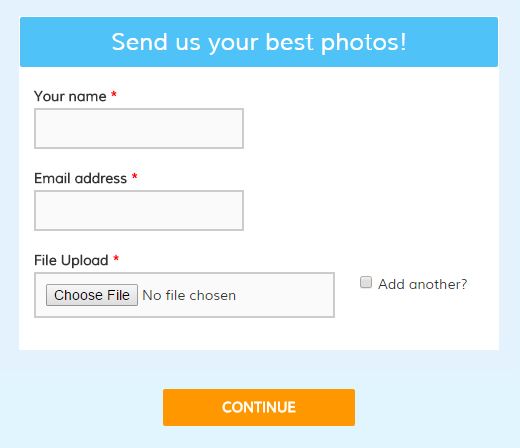 Send us your best photos!
Your name *
Email address *
File Upload *
Choose File No file chosen
Add another?
CONTINUE